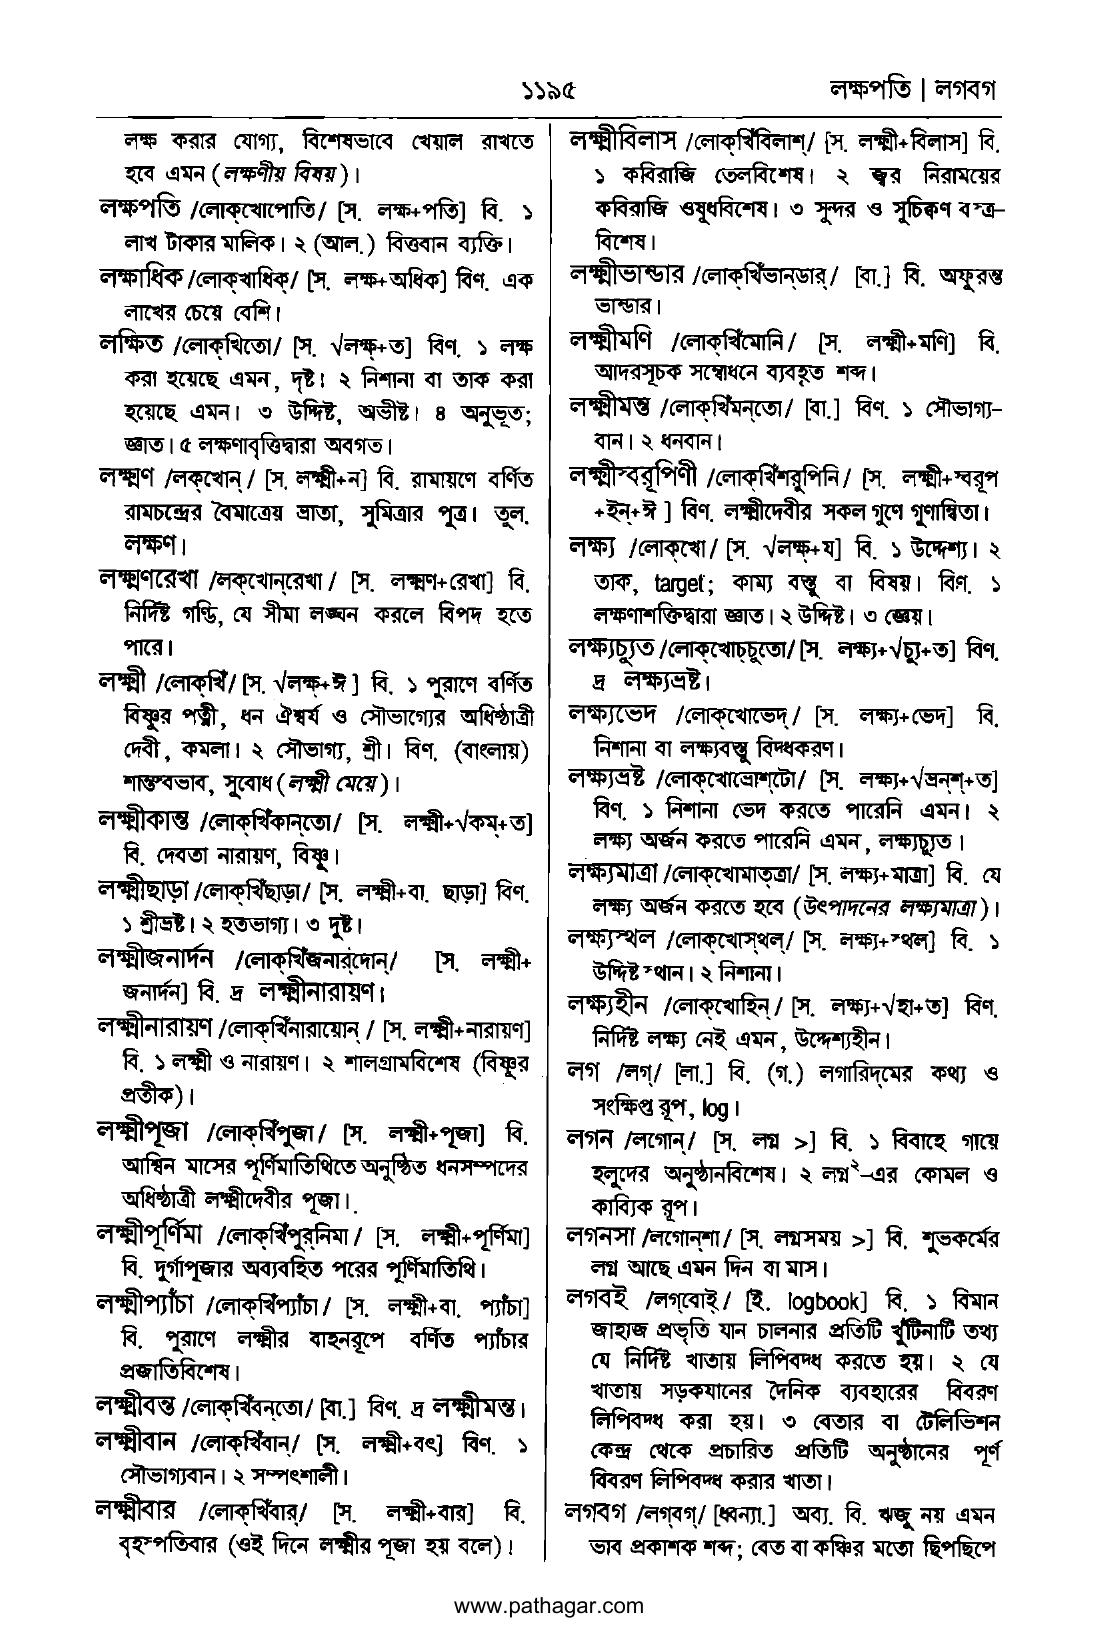 ১১৯৫
লক্ষপতি | লগবগ
লক্ষ করার যোগ্য, বিশেষভাবে খেয়াল রাখতে
হবে এমন (লক্ষণীয় বিষয়)।
লক্ষপতি /লোক্‌খোপোতি/ [স. লক্ষ+পতি] বি. ১
লাখ টাকার মালিক। ২ (আল.) বিত্তবান ব্যক্তি।
লক্ষাধিক /লোক্‌খাধিক্/ [স. লক্ষ+অধিক] বিণ. এক
লাখের চেয়ে বেশি।
লক্ষিত /লোক্‌খিতো/ [স. √লক্ষ্+ত] বিণ. ১ লক্ষ
করা হয়েছে এমন, দৃষ্ট। ২ নিশানা বা তাক করা
হয়েছে এমন। ৩ উদ্দিষ্ট, অভীষ্ট। ৪ অনুভূত;
জ্ঞাত। ৫ লক্ষণাবৃত্তিদ্বারা অবগত।
লক্ষ্মণ /লক্‌খোন্/ [স. লক্ষ্মী+ন] বি. রামায়ণে বর্ণিত
রামচন্দ্রের বৈমাত্রেয় ভ্রাতা, সুমিত্রার পুত্র। তুল.
লক্ষণ।
লক্ষ্মণরেখা /লক্‌খোন্‌রেখা/ [স. লক্ষ্মণ+রেখা] বি.
নির্দিষ্ট গণ্ডি, যে সীমা লঙ্ঘন করলে বিপদ হতে
পারে।
লক্ষ্মী /লোক্‌খিঁ/ [স. √লক্ষ্+ঈ] বি. ১ পুরাণে বর্ণিত
বিষ্ণুর পত্নী, ধন ঐশ্বর্য ও সৌভাগ্যের অধিষ্ঠাত্রী
দেবী, কমলা। ২ সৌভাগ্য, শ্রী। বিণ. (বাংলায়)
শান্তস্বভাব, সুবোধ (লক্ষ্মী মেয়ে)।
লক্ষ্মীকান্ত /লোক্‌খিঁকান্‌তো/ [স. লক্ষ্মী+√কম্+ত]
বি. দেবতা নারায়ণ, বিষ্ণু।
লক্ষ্মীছাড়া /লোক্‌খিঁছাড়া/ [স. লক্ষ্মী+বা. ছাড়া] বিণ.
১ শ্রীভ্রষ্ট। ২ হতভাগ্য। ৩ দুষ্ট।
লক্ষ্মীজনার্দন /লোক্‌খিঁজনার্‌দোন্/ [স. লক্ষ্মী+
জনার্দন] বি. দ্র লক্ষ্মীনারায়ণ।
লক্ষ্মীনারায়ণ /লোক্‌খিঁনারায়োন্/ [স. লক্ষ্মী+নারায়ণ]
বি. ১ লক্ষ্মী ও নারায়ণ। ২ শালগ্রামবিশেষ (বিষ্ণুর
প্রতীক)।
লক্ষ্মীপূজা /লোক্‌খিঁপুজা/ [স. লক্ষ্মী+পূজা] বি.
আশ্বিন মাসের পূর্ণিমাতিথিতে অনুষ্ঠিত ধনসম্পদের
অধিষ্ঠাত্রী লক্ষ্মীদেবীর পূজা।
লক্ষ্মীপূর্ণিমা /লোক্‌খিঁপুর্‌নিমা/ [স. লক্ষ্মী+পূর্ণিমা]
বি. দুর্গাপূজার অব্যবহিত পরের পূর্ণিমাতিথি।
লক্ষ্মীপ্যাঁচা /লোক্‌খিঁপ্যাঁচা/ [স. লক্ষ্মী+বা. প্যাঁচা]
বি. পুরাণে লক্ষ্মীর বাহনরূপে বর্ণিত প্যাঁচার
প্রজাতিবিশেষ।
লক্ষ্মীবন্ত /লোক্‌খিঁবন্‌তো/ [বা.] বিণ. দ্র লক্ষ্মীমন্ত।
লক্ষ্মীবান /লোক্‌খিঁবান্/ [স. লক্ষ্মী+বৎ] বিণ. ১
সৌভাগ্যবান। ২ সম্পৎশালী।
লক্ষ্মীবার /লোক্‌খিঁবার্/ [স. লক্ষ্মী+বার] বি.
বৃহস্পতিবার (ওই দিনে লক্ষ্মীর পূজা হয় বলে)।
লক্ষ্মীবিলাস /লোক্‌খিঁবিলাশ্/ [স. লক্ষ্মী+বিলাস] বি.
১ কবিরাজি তেলবিশেষ। ২ জ্বর নিরাময়ের
কবিরাজি ওষুধবিশেষ। ৩ সুন্দর ও সুচিক্কণ বস্ত্র-
বিশেষ।
লক্ষ্মীভান্ডার /লোক্‌খিঁভান্‌ডার্/ [বা.] বি. অফুরন্ত
ভান্ডার।
লক্ষ্মীমণি /লোক্‌খিঁমোনি/ [স. লক্ষ্মী+মণি] বি.
আদরসূচক সম্বোধনে ব্যবহৃত শব্দ।
লক্ষ্মীমন্ত /লোক্‌খিঁমন্‌তো/ [বা.] বিণ. ১ সৌভাগ্য-
বান। ২ ধনবান।
লক্ষ্মীস্বরূপিণী /লোক্‌খিঁশরুপিনি/ [স. লক্ষ্মী+স্বরূপ
+ইন্+ঈ] বিণ. লক্ষ্মীদেবীর সকল গুণে গুণান্বিতা।
লক্ষ্য /লোক্‌খো/ [স. √লক্ষ্+য] বি. ১ উদ্দেশ্য। ২
তাক, target; কাম্য বস্তু বা বিষয়। বিণ. ১
লক্ষণাশক্তিদ্বারা জ্ঞাত। ২ উদ্দিষ্ট। ৩ জ্ঞেয়।
লক্ষ্যচ্যুত /লোক্‌খোচ্‌চুতো/ [স. লক্ষ্য+√চ্যু+ত] বিণ.
দ্র লক্ষ্যভ্রষ্ট।
লক্ষ্যভেদ /লোক্‌খোভেদ্/ [স. লক্ষ্য+ভেদ] বি.
নিশানা বা লক্ষ্যবস্তু বিদ্ধকরণ।
লক্ষ্যভ্রষ্ট /লোক্‌খোভ্রোশ্‌টো/ [স. লক্ষ্য+√ভ্রন্‌শ্+ত]
বিণ. ১ নিশানা ভেদ করতে পারেনি এমন। ২
লক্ষ্য অর্জন করতে পারেনি এমন, লক্ষ্যচ্যুত।
লক্ষ্যমাত্রা /লোক্‌খোমাত্‌ত্রা/ [স. লক্ষ্য+মাত্রা] বি. যে
লক্ষ্য অর্জন করতে হবে (উৎপাদনের লক্ষ্যমাত্রা)।
লক্ষ্যস্থল /লোক্‌খোস্‌থল্/ [স. লক্ষ্য+স্থল] বি. ১
উদ্দিষ্ট স্থান। ২ নিশানা।
লক্ষ্যহীন /লোক্‌খোহিন্/ [স. লক্ষ্য+√হা+ত] বিণ.
নির্দিষ্ট লক্ষ্য নেই এমন, উদ্দেশ্যহীন।
লগ /লগ্/ [লা.] বি. (গ.) লগারিদ্‌মের কথ্য ও
সংক্ষিপ্ত রূপ, log।
লগন /লগোন্/ [স. লগ্ন >] বি. ১ বিবাহে গায়ে
হলুদের অনুষ্ঠানবিশেষ। ২ লগ্ন২-এর কোমল ও
কাব্যিক রূপ।
লগনসা /লগোন্‌শা/ [স. লগ্নসময় >] বি. শুভকর্মের
লগ্ন আছে এমন দিন বা মাস।
লগবই /লগ্‌বোই্/ [ই. logbook] বি. ১ বিমান
জাহাজ প্রভৃতি যান চালনার প্রতিটি খুঁটিনাটি তথ্য
যে নির্দিষ্ট খাতায় লিপিবদ্ধ করতে হয়। ২ যে
খাতায় সড়কযানের দৈনিক ব্যবহারের বিবরণ
লিপিবদ্ধ করা হয়। ৩ বেতার বা টেলিভিশন
কেন্দ্র থেকে প্রচারিত প্রতিটি অনুষ্ঠানের পূর্ণ
বিবরণ লিপিবদ্ধ করার খাতা।
লগবগ /লগ্‌বগ্/ [ধ্বন্যা.] অব্য. বি. ঋজু নয় এমন
ভাব প্রকাশক শব্দ; বেত বা কঞ্চির মতো ছিপছিপে
www.pathagar.com